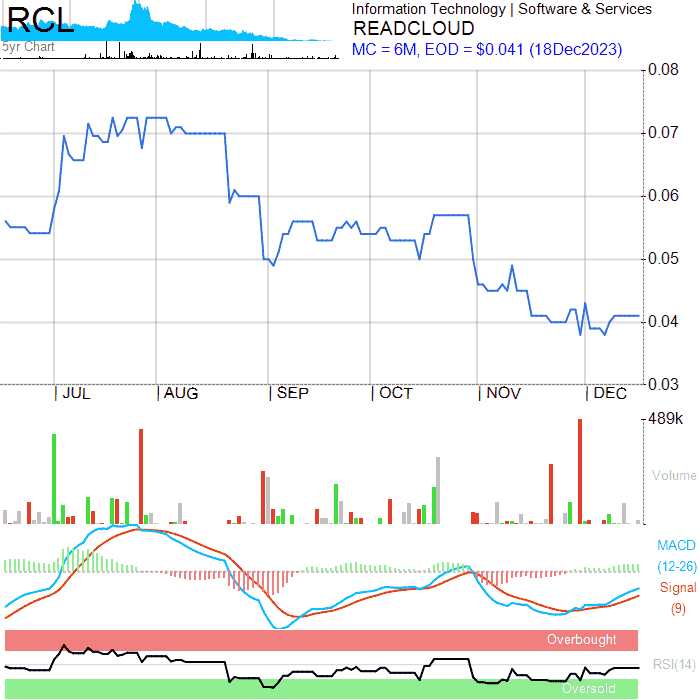 RCL
5yr Chart
Information Technology | Software & Services
READCLOUD
MC = 6M, EOD = $0.041 (18Dec2023)
0.08
0.07
0.06
0.05
0.04
0.03
| JUL | AUG | SEP | OCT | NOV | DEC
489k
Volume
MACD
(12-26)
Signal
(9)
Overbought
RSI(14)
Oversold